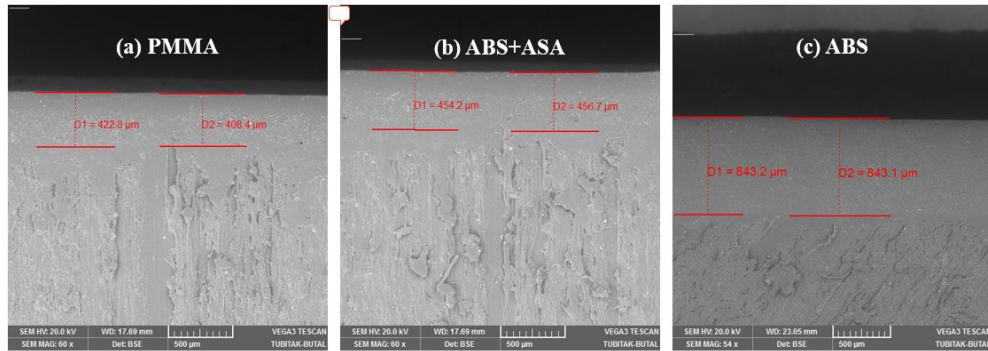 (a) PMMA
D1 = 422.8 µm
D2 = 408.4 µm
SEM HV: 20.0 kV WD: 17.69 mm VEGA3 TESCAN
SEM MAG: 60 x Det: BSE 500 µm TUBITAK-BUTAL
(b) ABS+ASA
D1 = 454.2 µm
D2 = 456.7 µm
SEM HV: 20.0 kV WD: 17.69 mm VEGA3 TESCAN
SEM MAG: 60 x Det: BSE 500 µm TUBITAK-BUTAL
(c) ABS
D1 = 843.2 µm
D2 = 843.1 µm
SEM HV: 20.0 kV WD: 23.05 mm VEGA3 TESCAN
SEM MAG: 54 x Det: BSE 500 µm TUBITAK-BUTAL